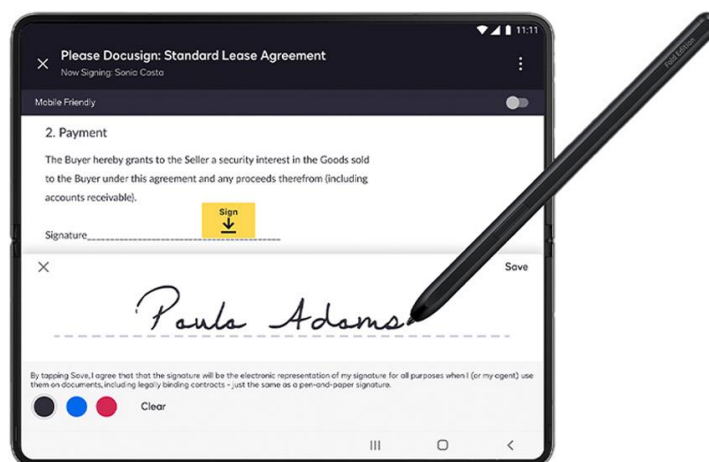 11:11
Please Docusign: Standard Lease Agreement
Now Signing: Sonia Costa
Mobile Friendly
2. Payment
The Buyer hereby grants to the Seller a security interest in the Goods sold
to the Buyer under this agreement and any proceeds therefrom (including
accounts receivable).
Sign
Signature
Save
Paula Adams
By tapping Save, I agree that that the signature will be the electronic representation of my signature for all purposes when I (or my agent) use
them on documents, including legally binding contracts - just the same as a pen-and-paper signature.
Clear
Fold Edition